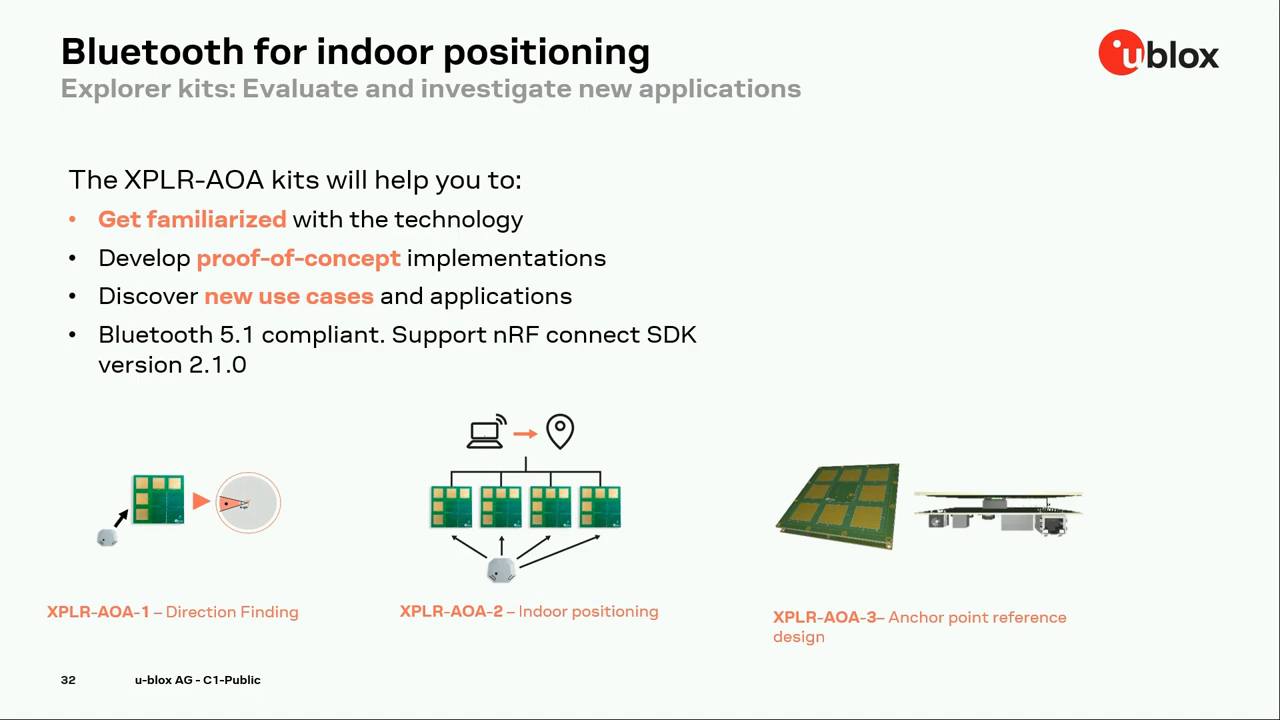 Bluetooth for indoor positioning
ublox
Explorer kits: Evaluate and investigate new applications
The XPLR-AOA kits will help you to:
• Get familiarized with the technology
• Develop proof-of-concept implementations
• Discover new use cases and applications
• Bluetooth 5.1 compliant. Support nRF connect SDK
version 2.1.0
XPLR-AOA-1 – Direction Finding
XPLR-AOA-2 – Indoor positioning
XPLR-AOA-3– Anchor point reference
design
32
u-blox AG - C1-Public